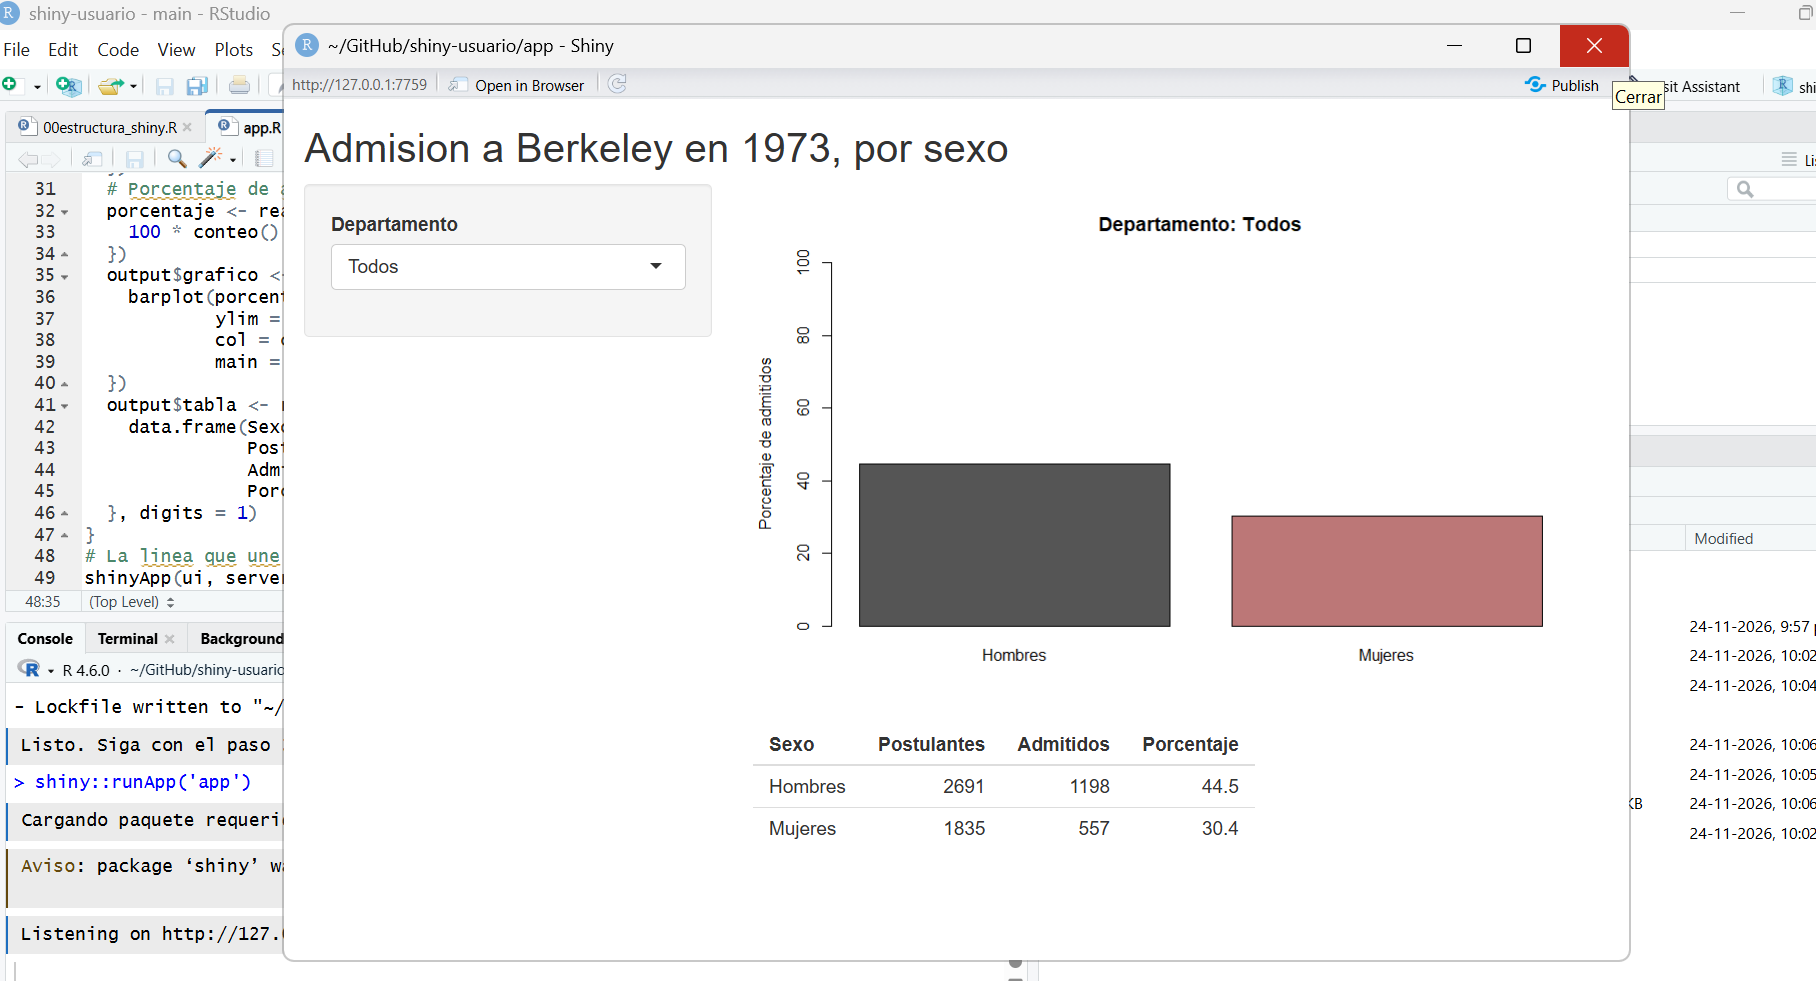 shiny-usuario - main - RStudio
File Edit Code View Plots
~/GitHub/shiny-usuario/app - Shiny
http://127.0.0.1:7759 Open in Browser Publish
Cerrar
sit Assistant
00estructura_shiny.R app.R
Admision a Berkeley en 1973, por sexo
Departamento
Todos
Departamento: Todos
Porcentaje de admitidos
100
80
60
40
20
0
Hombres Mujeres
Sexo Postulantes Admitidos Porcentaje
Hombres 2691 1198 44.5
Mujeres 1835 557 30.4
31 # Porcentaje de
32 porcentaje <-
33 100 * conteo()
34 })
35 output$grafico
36 barplot(
37 ylim =
38 col =
39 main =
40 })
41 output$tabla <-
42 data.frame(
43
44
45
46 }, digits = 1)
47 }
48 # La linea que une
49 shinyApp(ui,
48:35 (Top Level)
Console Terminal Background
R 4.6.0 · ~/GitHub/shiny-usuario
- Lockfile written to "~/
Listo. Siga con el paso
> shiny::runApp('app')
Cargando paquete
Aviso: package ‘shiny’
Listening on http://127.
Modified
24-11-2026, 9:57
24-11-2026, 10:02
24-11-2026, 10:04
24-11-2026, 10:06
24-11-2026, 10:05
KB 24-11-2026, 10:06
24-11-2026, 10:02